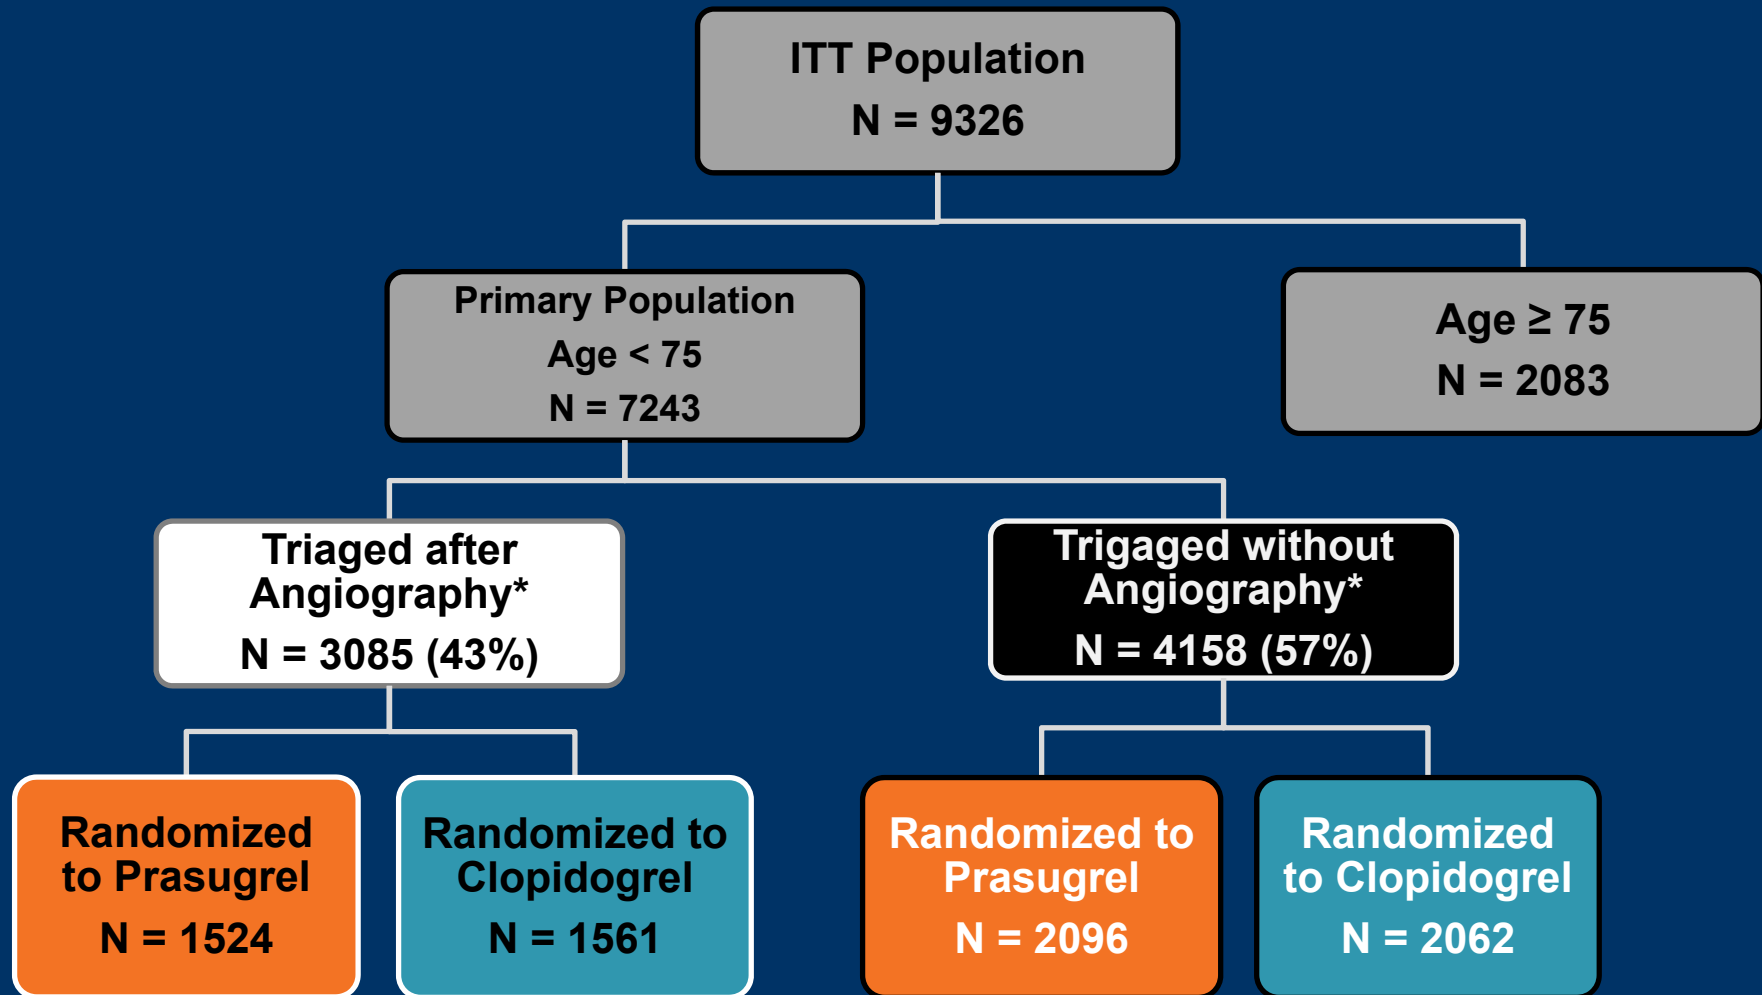 ITT Population
N = 9326
Primary Population
Age < 75
N = 7243
Age ≥ 75
N = 2083
Triaged after
Angiography*
N = 3085 (43%)
Trigaged without
Angiography*
N = 4158 (57%)
Randomized
to Prasugrel
N = 1524
Randomized to
Clopidogrel
N = 1561
Randomized to
Prasugrel
N = 2096
Randomized
to Clopidogrel
N = 2062